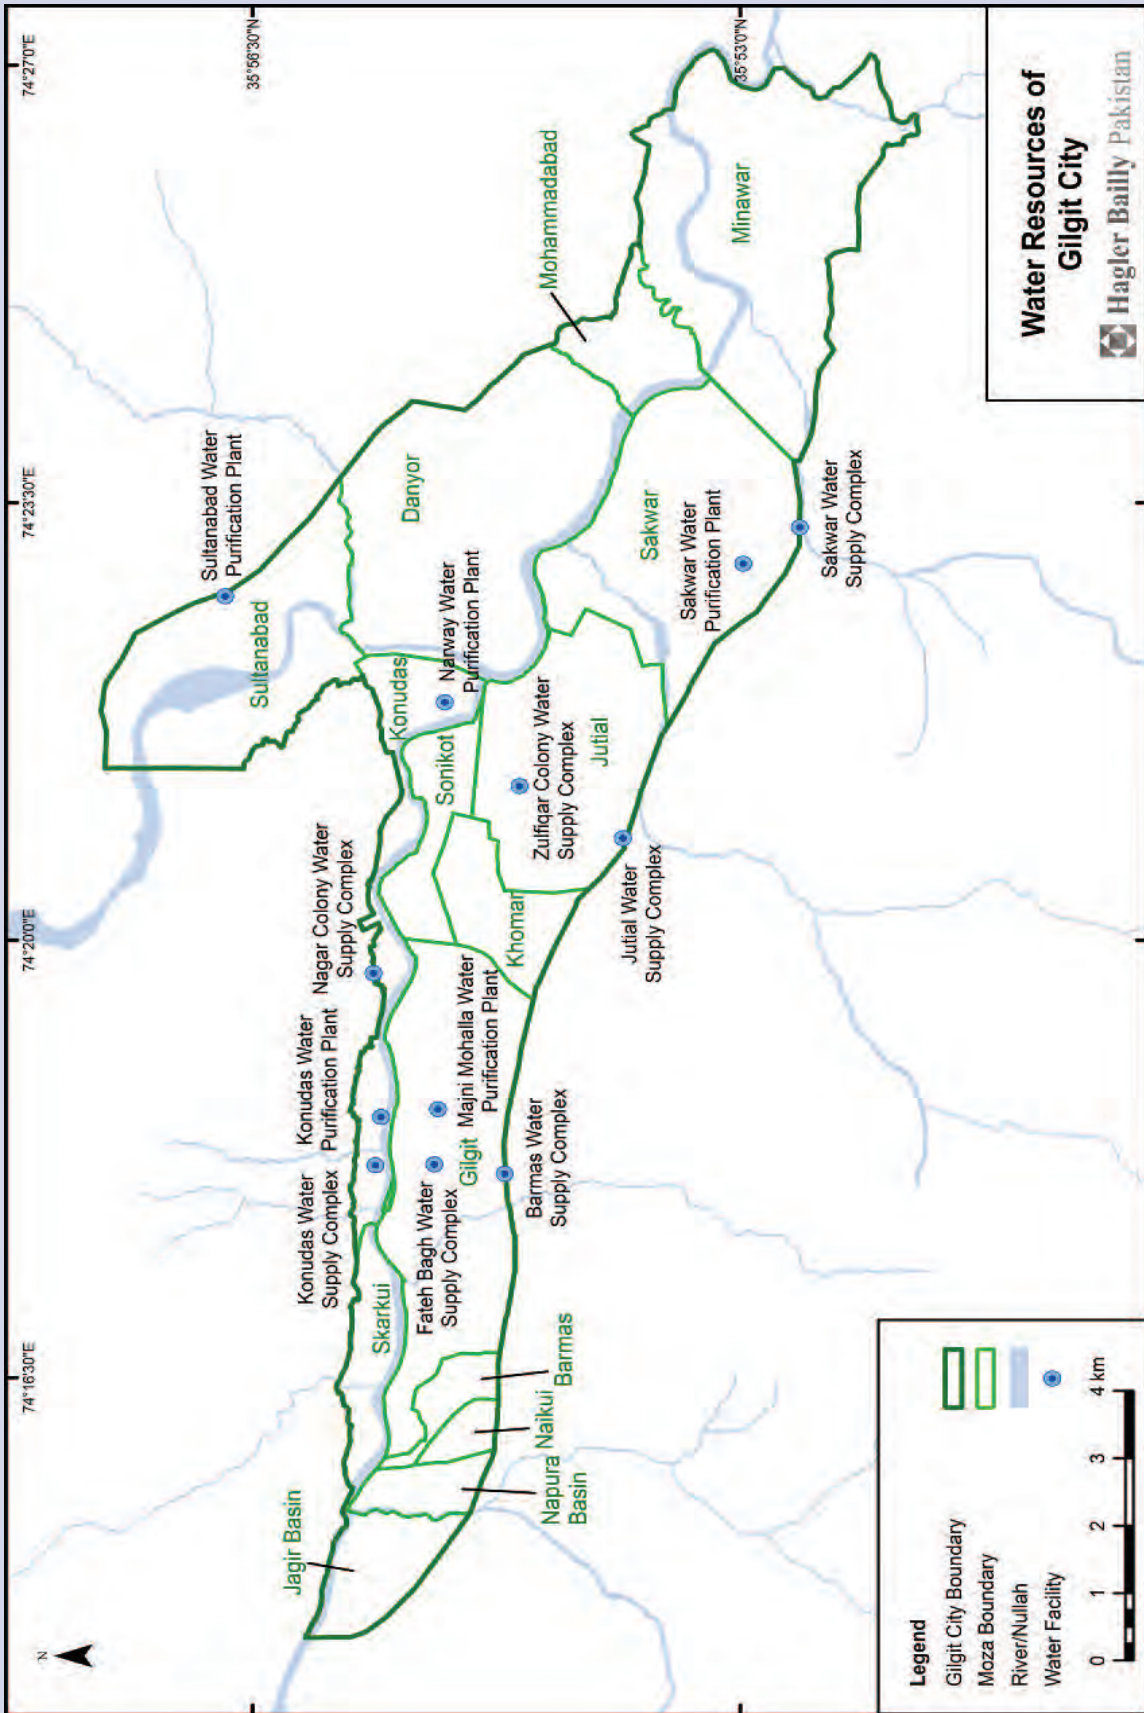 74°16'30"E
74°20'0"E
74°23'30"E
74°27'0"E
35°56'30"N
35°53'0"N
N
Jagir Basin
Napura
Basin
Naikui
Barmas
Skarkui
Konudas Water
Supply Complex
Konudas Water
Purification Plant
Nagar Colony Water
Supply Complex
Fateh Bagh Water
Supply Complex
Gilgit
Majni Mohalla Water
Purification Plant
Barmas Water
Supply Complex
Khomar
Sonikot
Konudas
Narway Water
Purification Plant
Zulfiqar Colony Water
Supply Complex
Jutial
Jutial Water
Supply Complex
Sultanabad
Sultanabad Water
Purification Plant
Danyor
Sakwar
Sakwar Water
Purification Plant
Sakwar Water
Supply Complex
Mohammadabad
Minawar
Legend
Gilgit City Boundary
Moza Boundary
River/Nullah
Water Facility
0 1 2 3 4 km
Water Resources of
Gilgit City
Hagler Bailly Pakistan